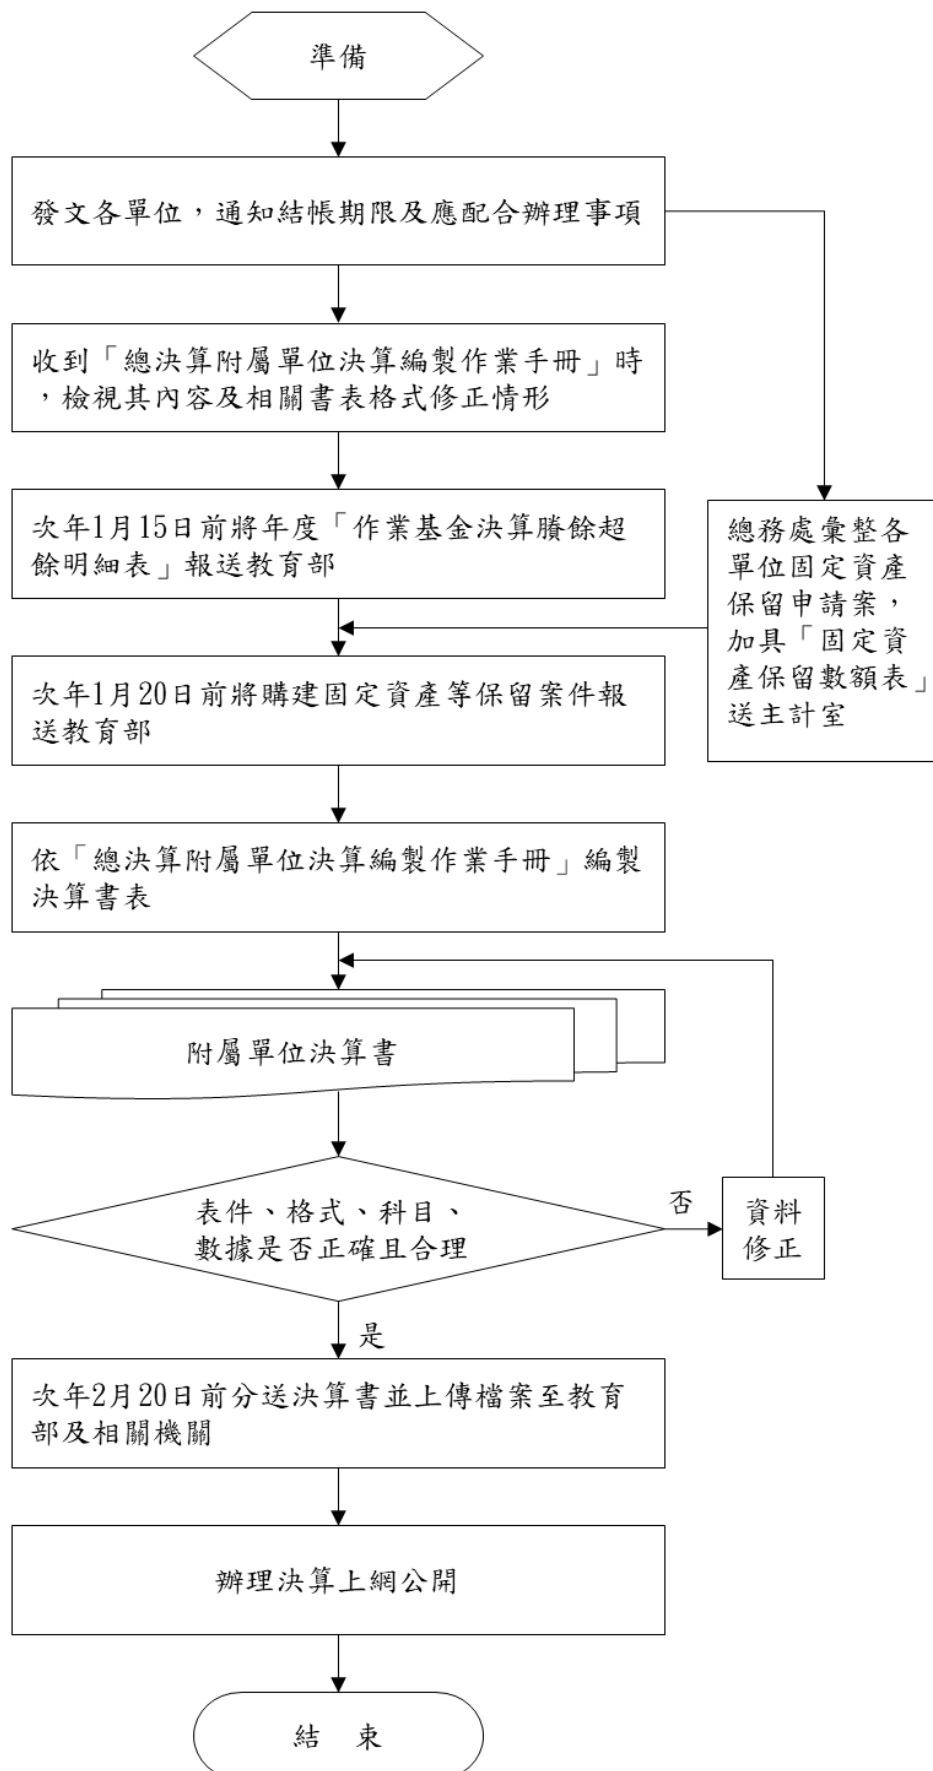 準備
發文各單位，通知結帳期限及應配合辦理事項
收到「總決算附屬單位決算編製作業手冊」時
，檢視其內容及相關書表格式修正情形
次年1月15日前將年度「作業基金決算賸餘超
餘明細表」報送教育部
總務處彙整各
單位固定資產
保留申請案，
加具「固定資
產保留數額表」
送主計室
次年1月20日前將購建固定資產等保留案件報
送教育部
依「總決算附屬單位決算編製作業手冊」編製
決算書表
附屬單位決算書
表件、格式、科目、
數據是否正確且合理
否
資料
修正
是
次年2月20日前分送決算書並上傳檔案至教育
部及相關機關
辦理決算上網公開
結　束